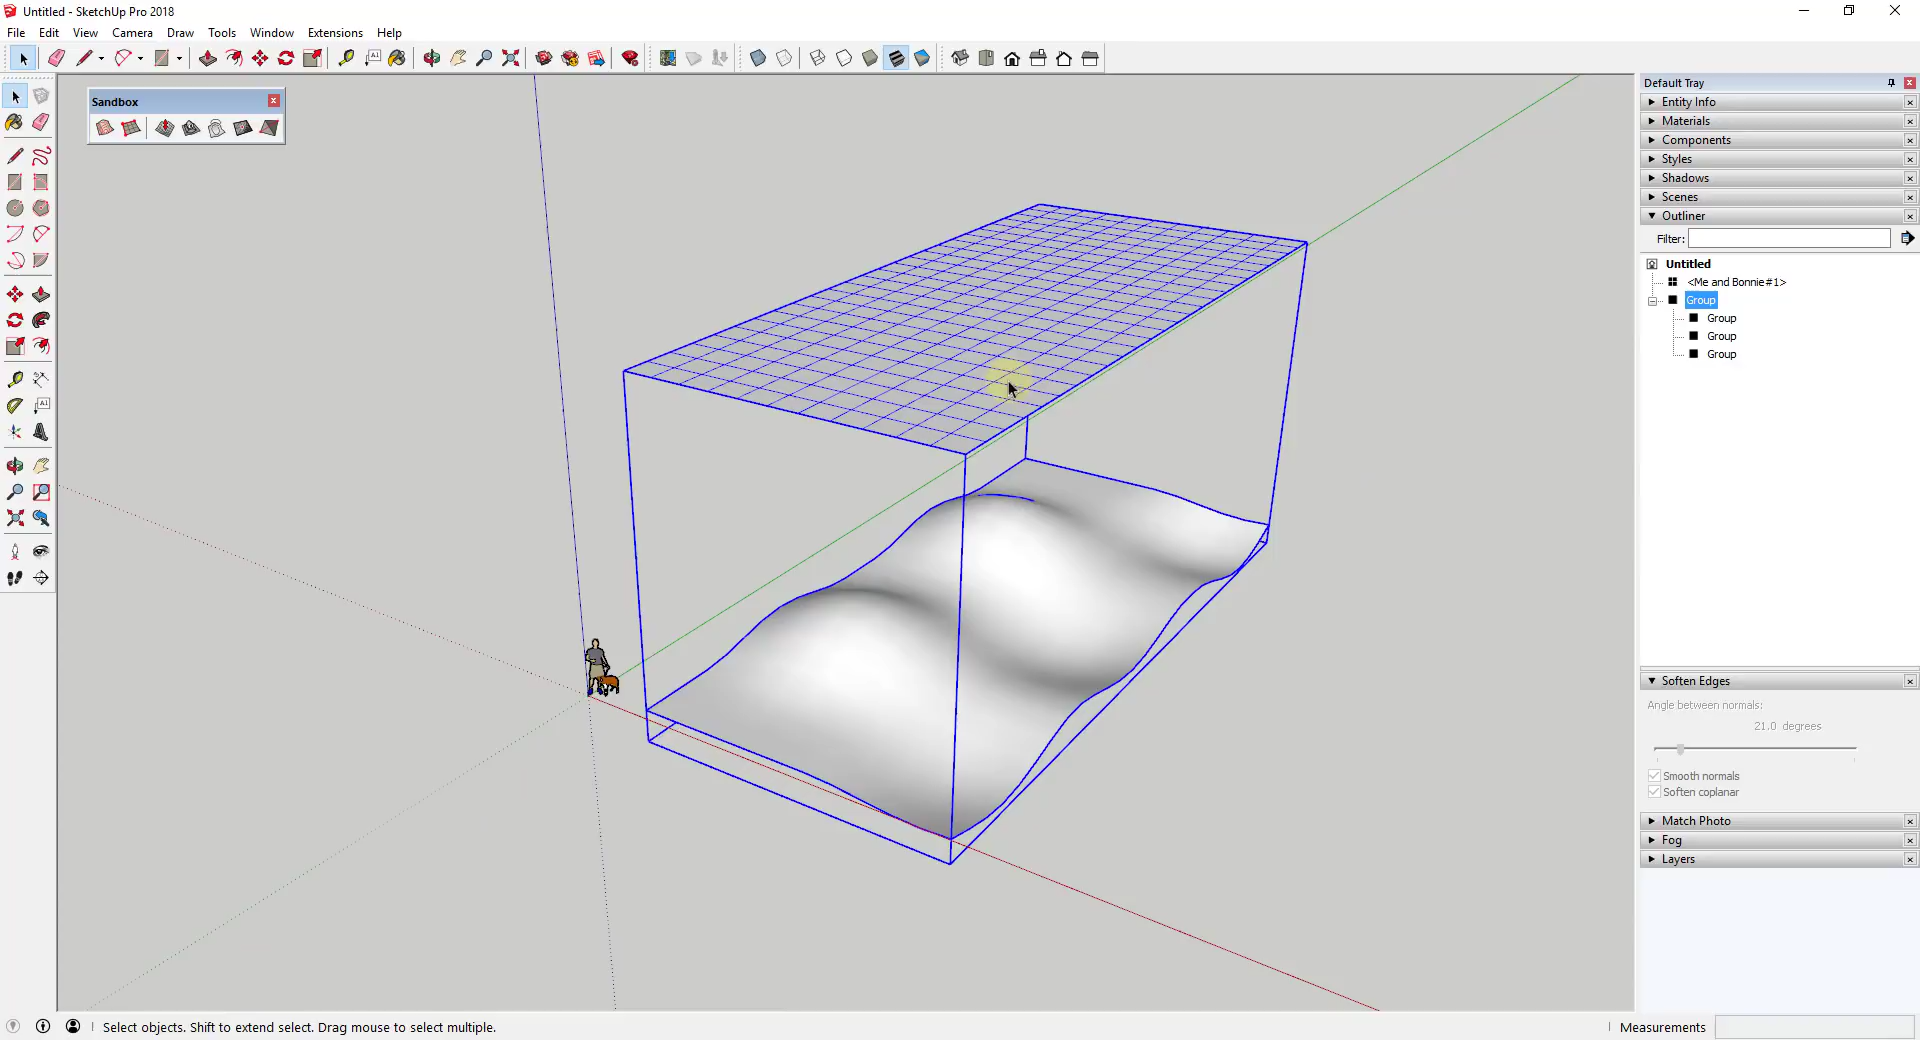 Untitled - SketchUp Pro 2018
File Edit View Camera Draw Tools Window Extensions Help
Sandbox
Default Tray
Entity Info
Materials
Components
Styles
Shadows
Scenes
Outliner
Filter:
Untitled
<Me and Bonnie#1>
Group
Group
Group
Group
Soften Edges
Angle between normals:
21.0 degrees
Smooth normals
Soften coplanar
Match Photo
Fog
Layers
Select objects. Shift to extend select. Drag mouse to select multiple.
Measurements